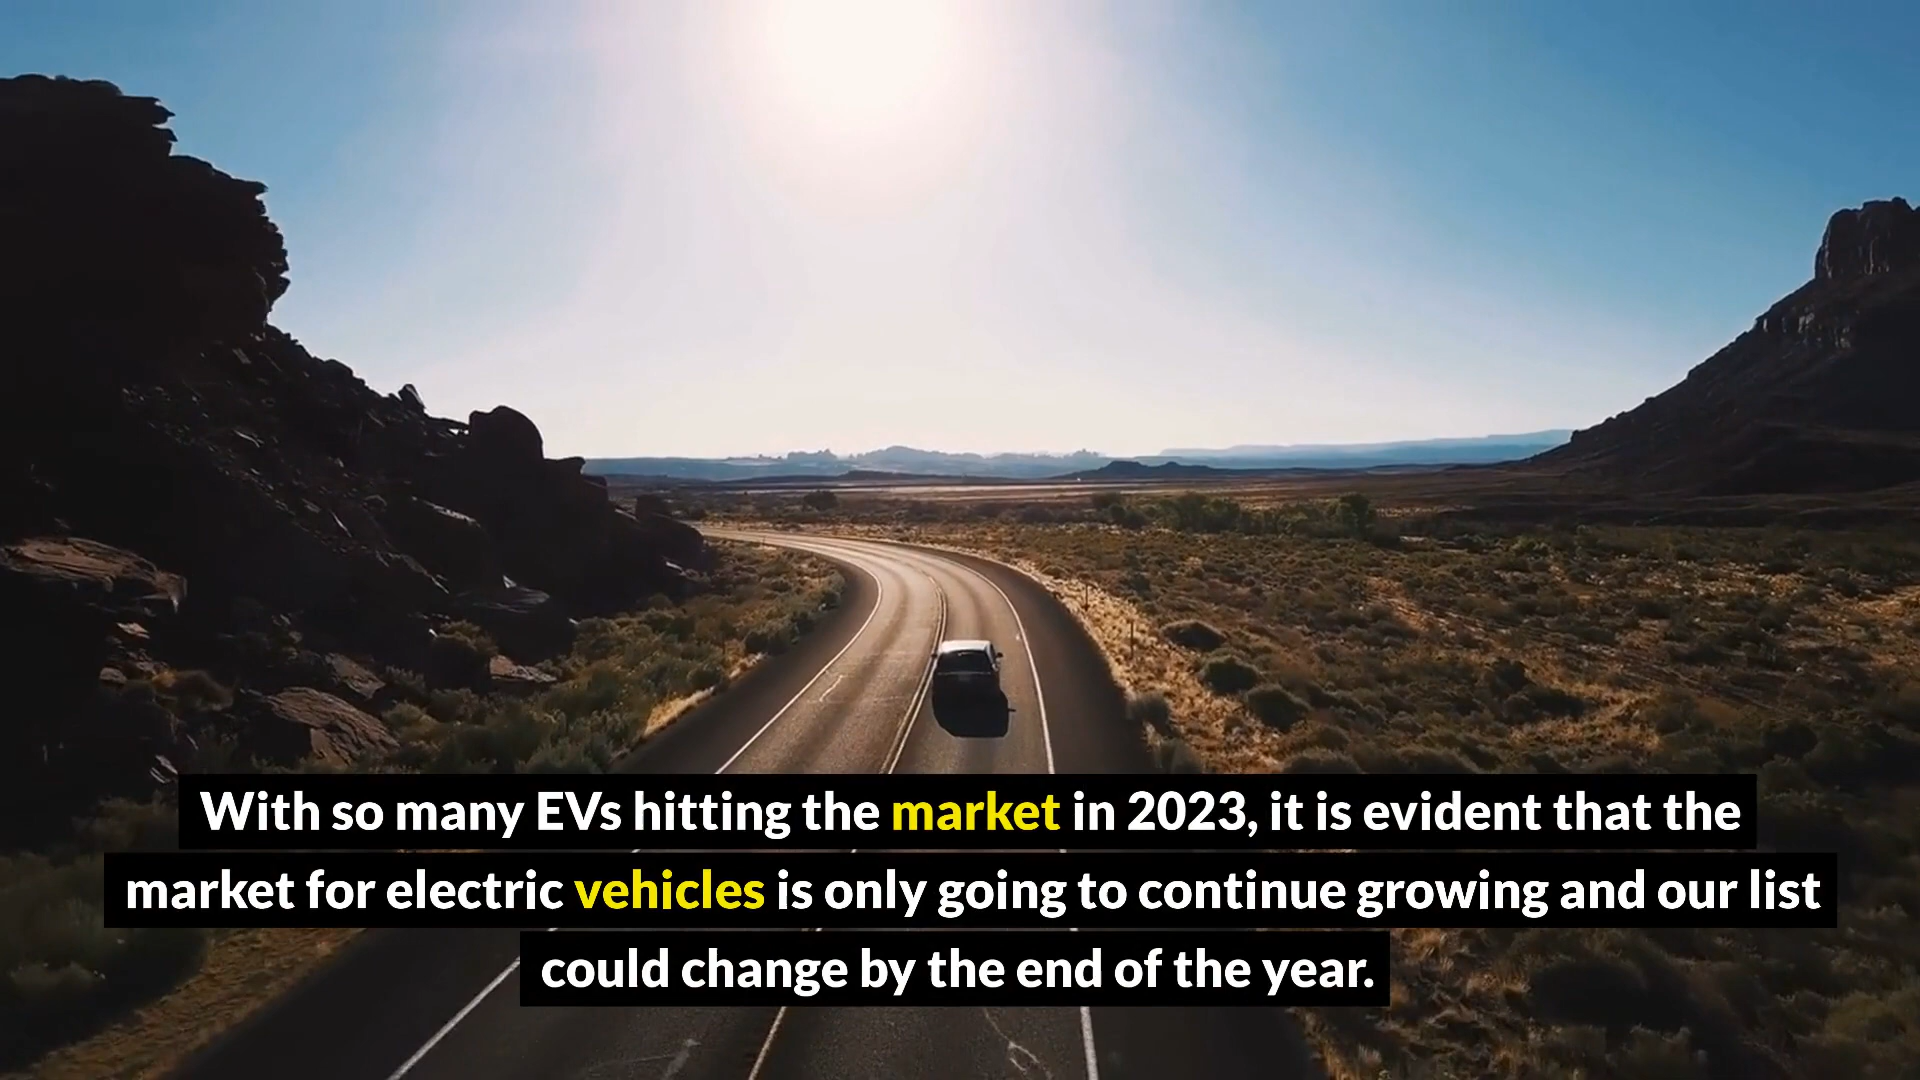 With so many EVs hitting the market in 2023, it is evident that the
market for electric vehicles is only going to continue growing and our list
could change by the end of the year.